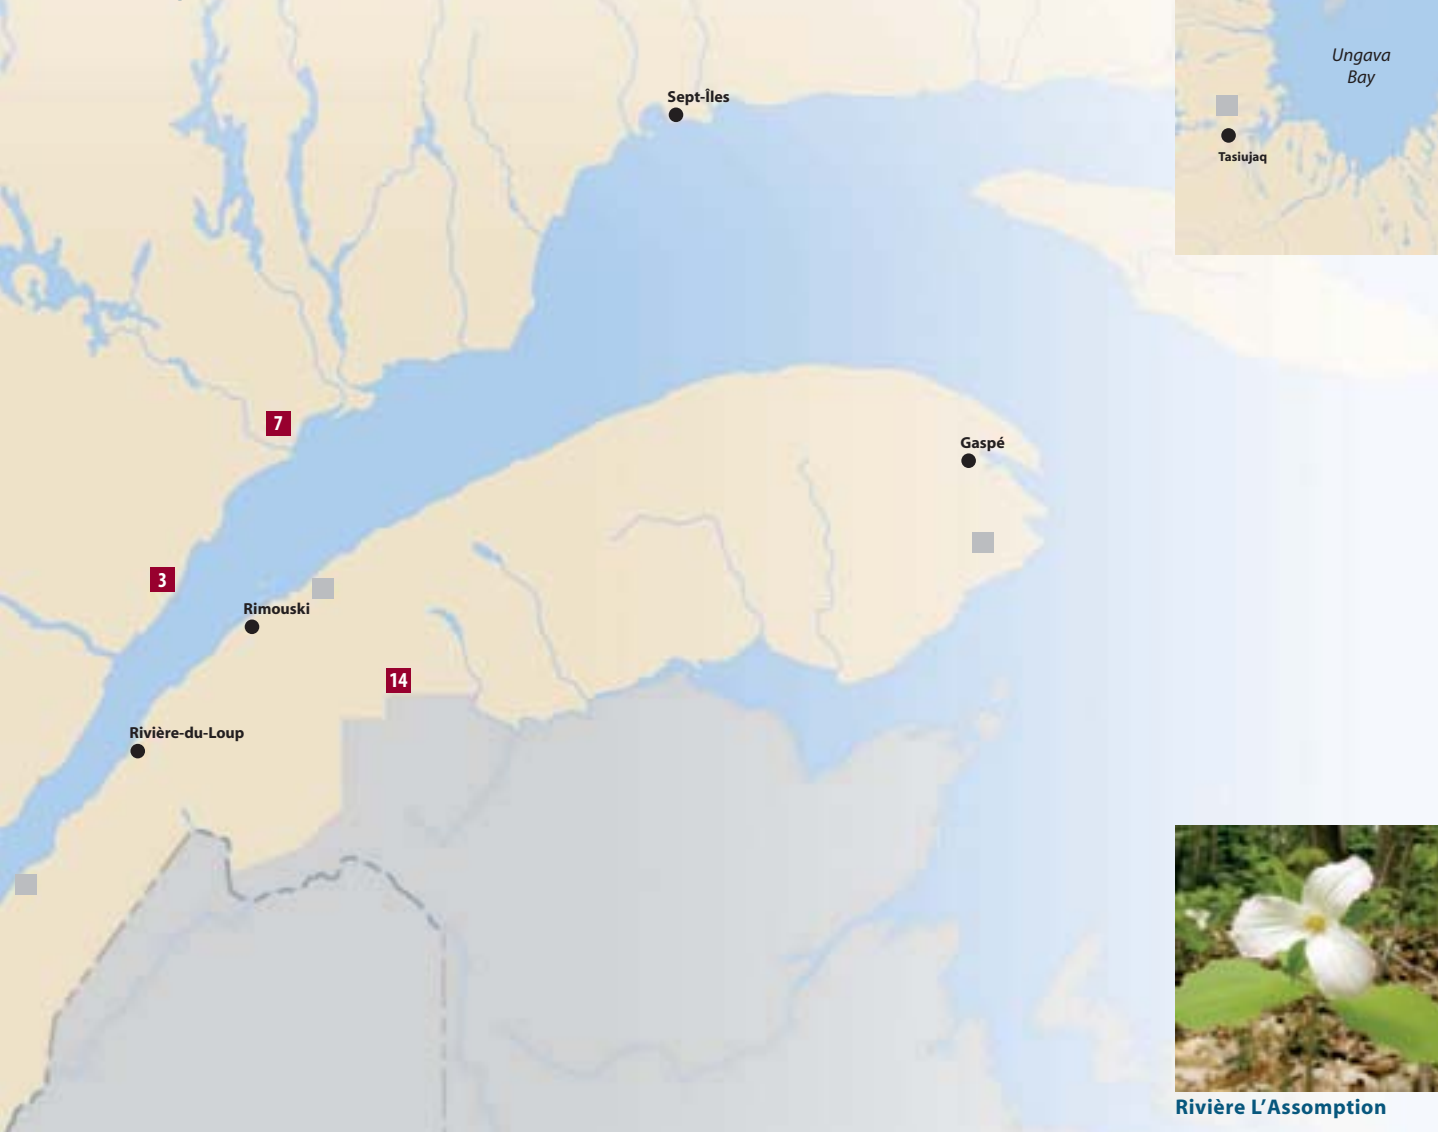 Ungava
Bay
Sept-Îles
Tasiujaq
7
Gaspé
3
Rimouski
14
Rivière-du-Loup
Rivière L’Assomption